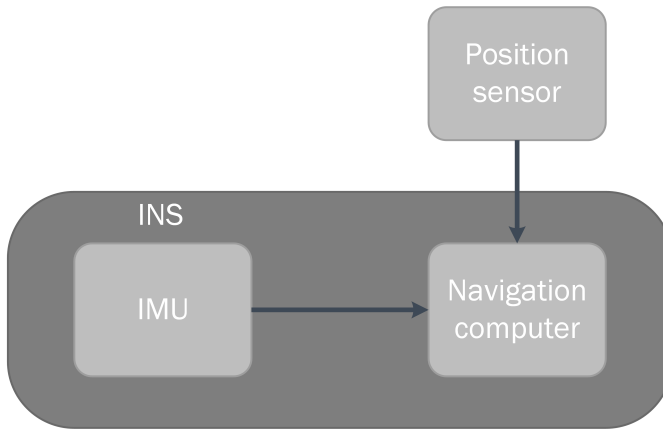 Position
sensor
INS
IMU
Navigation
computer